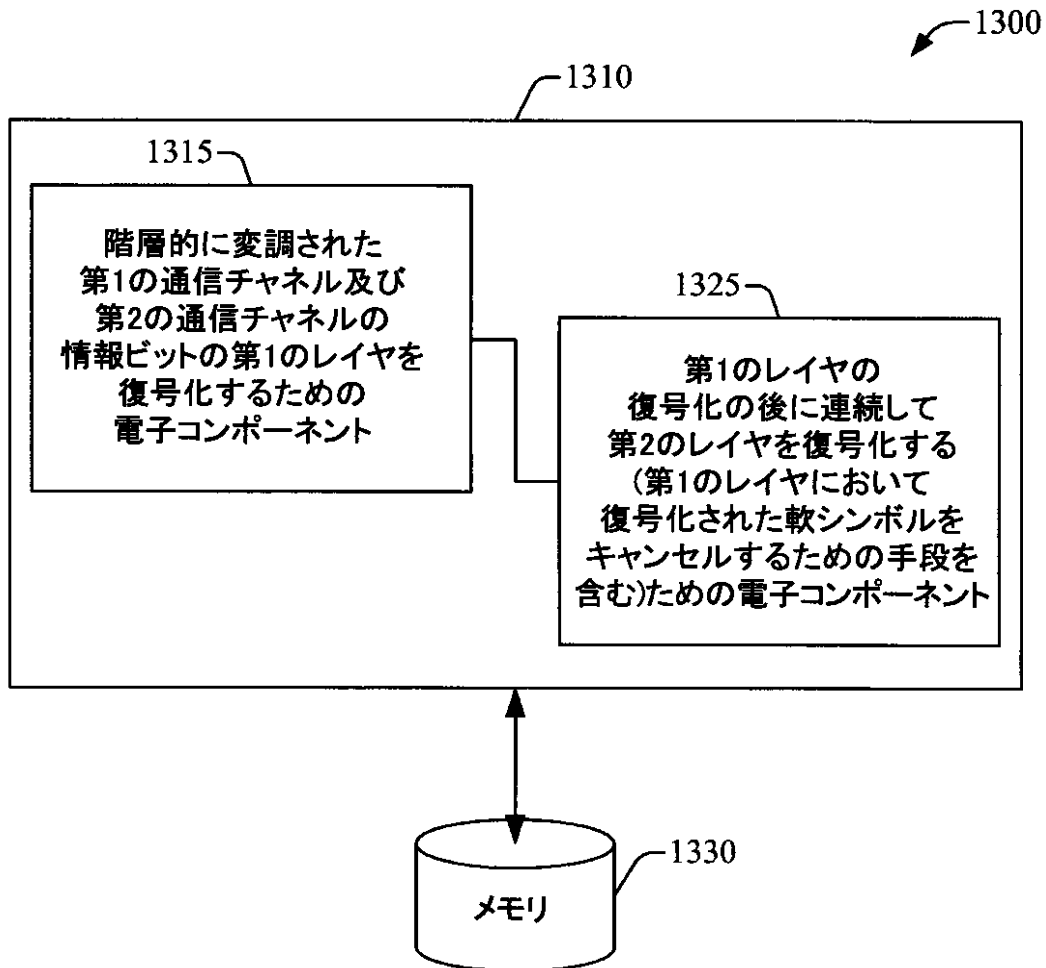 1300
1310
1315
階層的に変調された
第1の通信チャネル及び
第2の通信チャネルの
情報ビットの第1のレイヤを
復号化するための
電子コンポーネント
1325
第1のレイヤの
復号化の後に連続して
第2のレイヤを復号化する
(第1のレイヤにおいて
復号化された軟シンボルを
キャンセルするための手段を
含む)ための電子コンポーネント
1330
メモリ